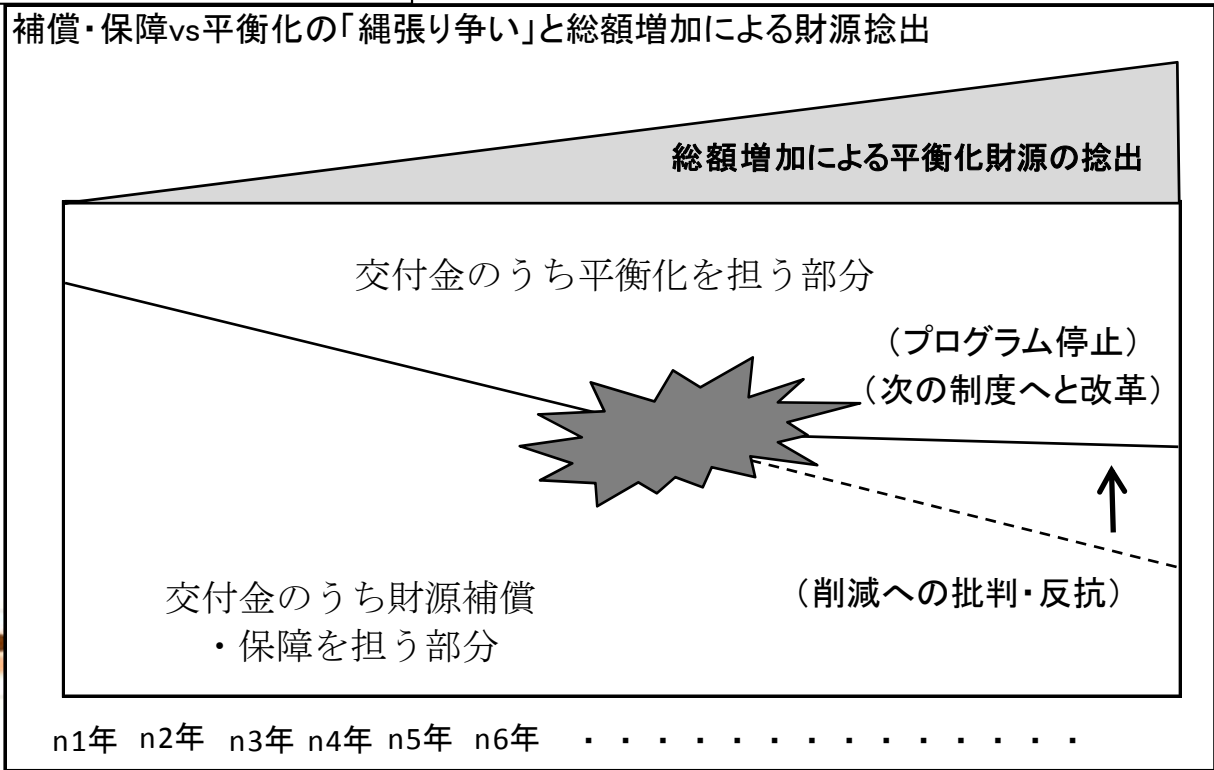 補償・保障vs平衡化の「縄張り争い」と総額増加による財源捻出
総額増加による平衡化財源の捻出
交付金のうち平衡化を担う部分
（プログラム停止）
（次の制度へと改革）
（削減への批判・反抗）
交付金のうち財源補償
・保障を担う部分
n1年 n2年 n3年 n4年 n5年 n6年 ・・・・・・・・・・・・・・